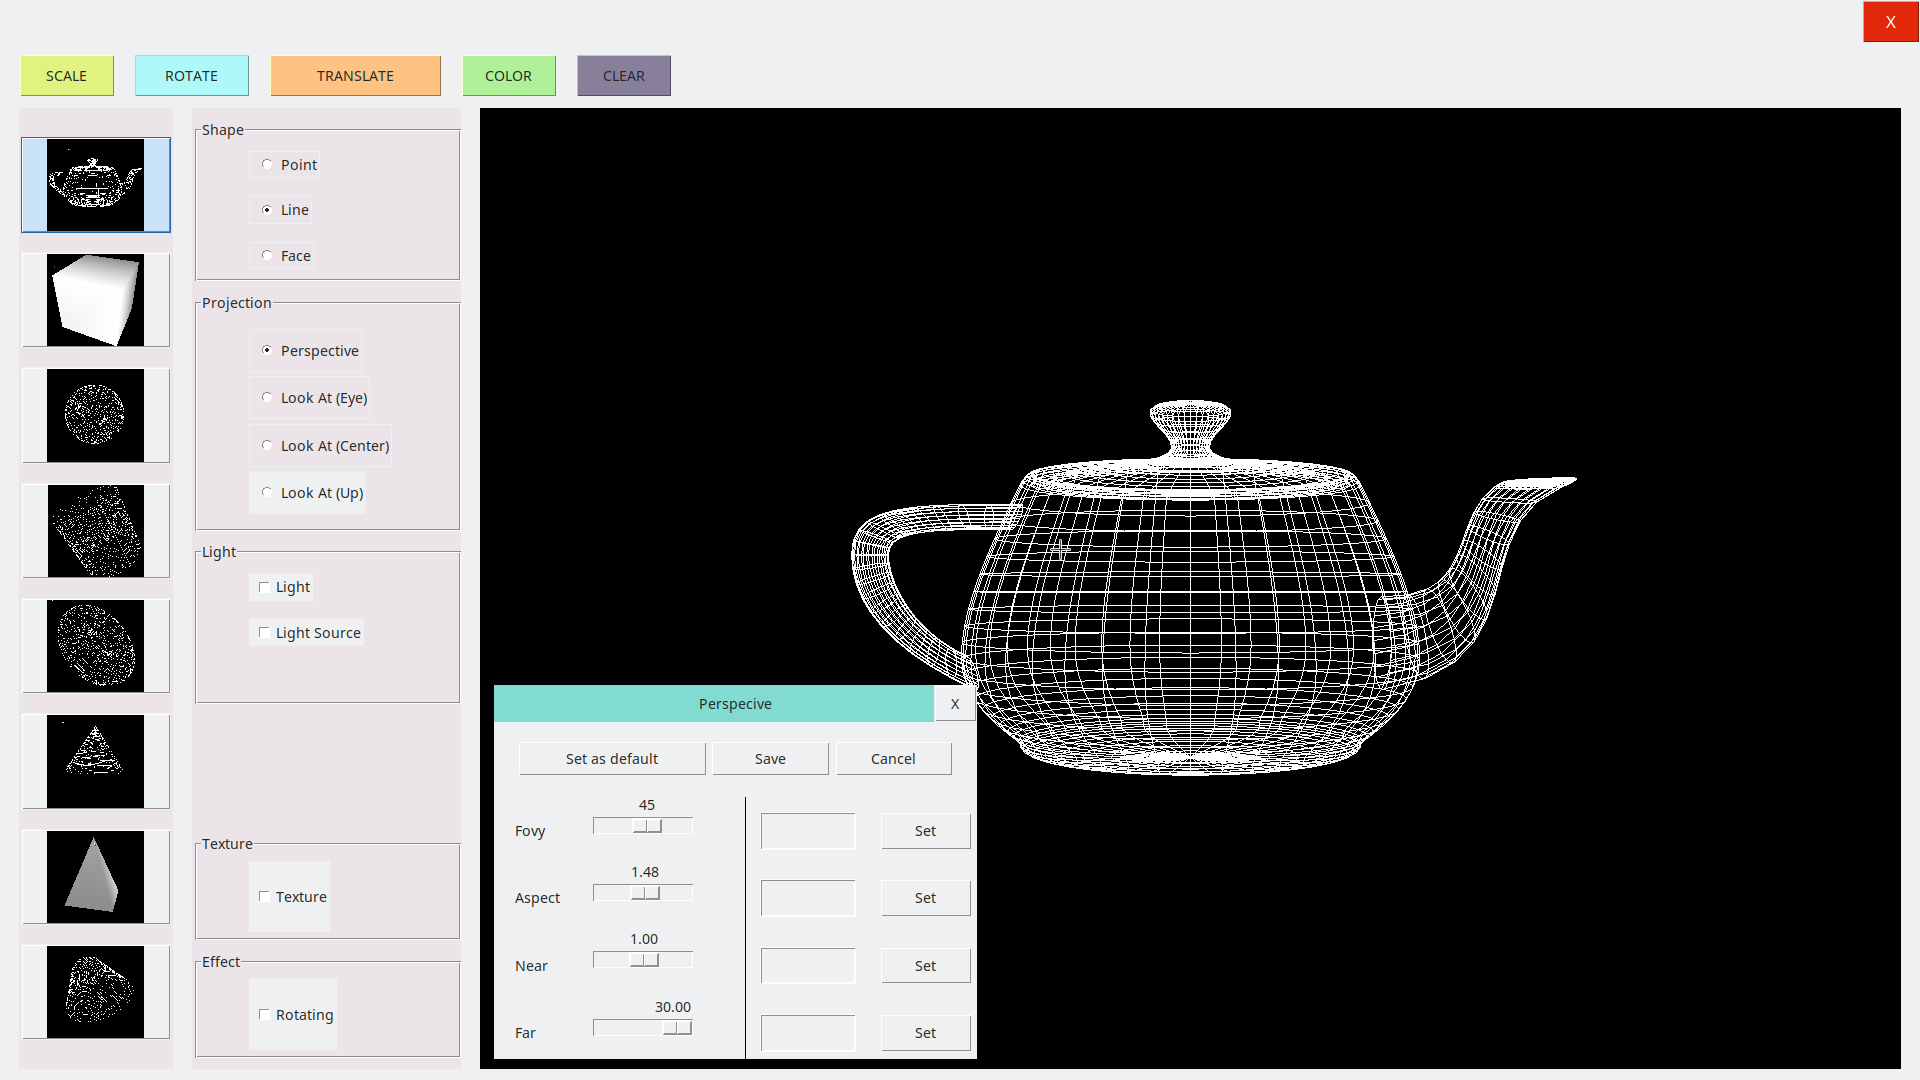 X
SCALE
ROTATE
TRANSLATE
COLOR
CLEAR
Shape
Point
Line
Face
Projection
Perspective
Look At (Eye)
Look At (Center)
Look At (Up)
Light
Light
Light Source
Texture
Texture
Effect
Rotating
Perspecive
X
Set as default
Save
Cancel
45
Fovy
Set
1.48
Aspect
Set
1.00
Near
Set
30.00
Far
Set